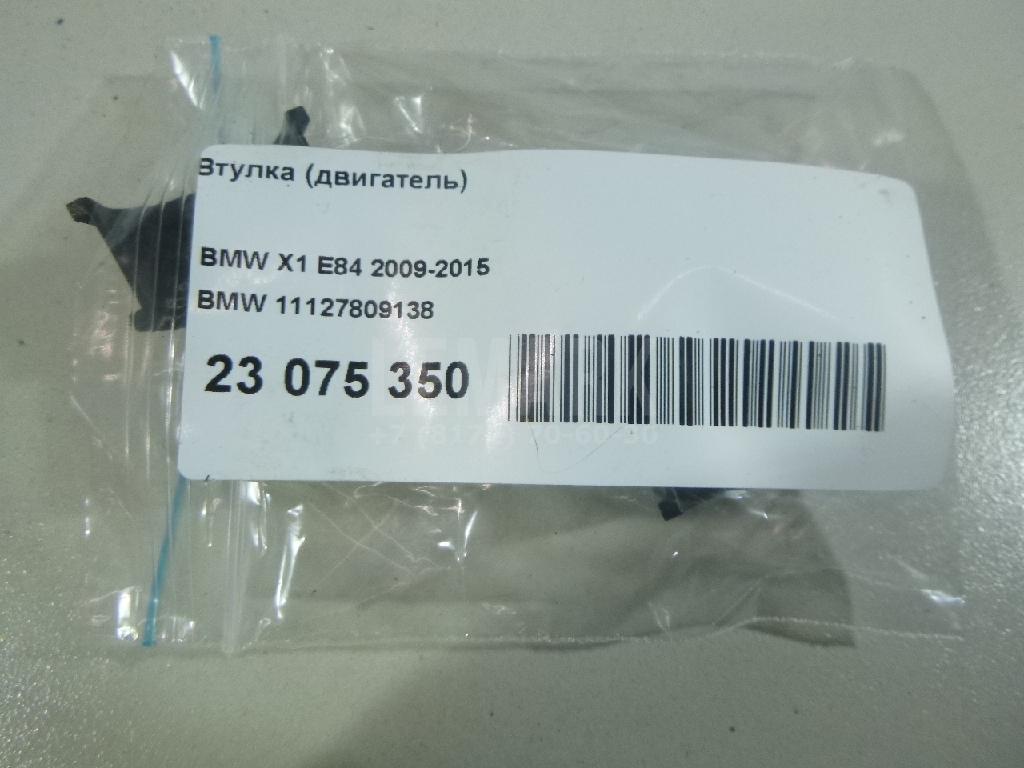 Втулка (двигатель)
BMW X1 E84 2009-2015
BMW 11127809138
23 075 350